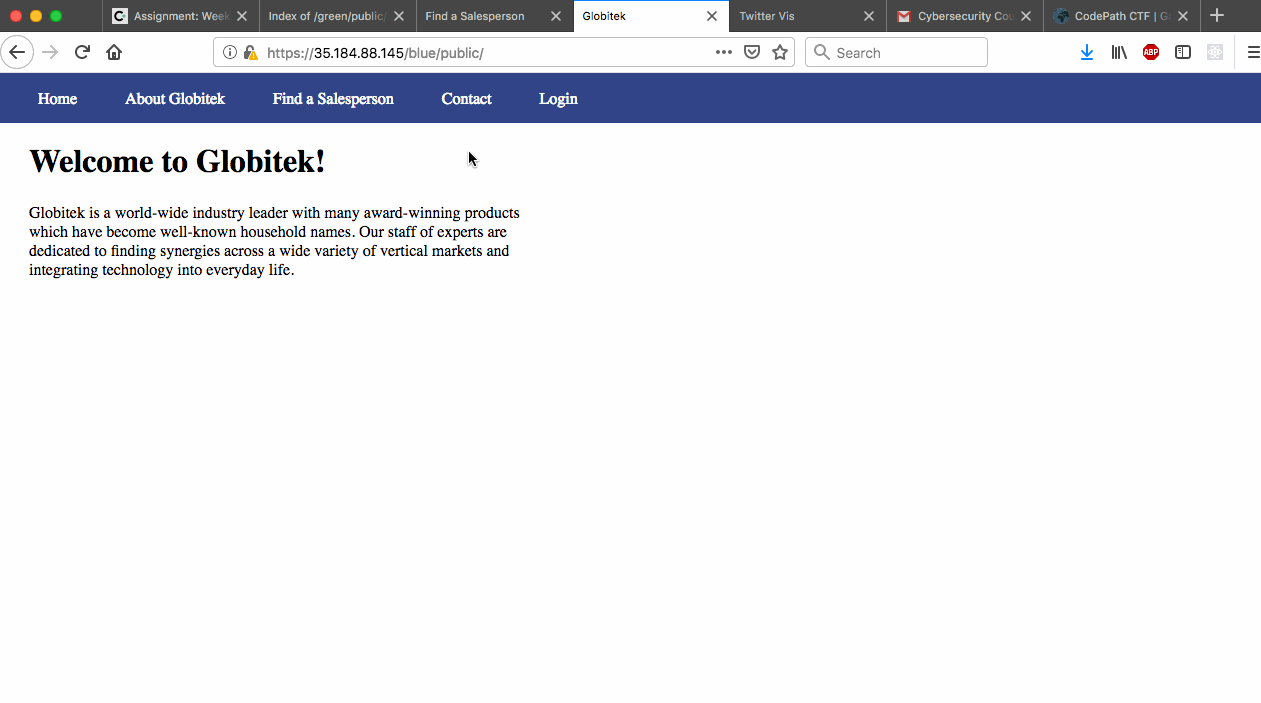 Assignment: Week
Index of /green/public/
Find a Salesperson
Globitek
Twitter Vis
Cybersecurity Cou
CodePath CTF | G
https://35.184.88.145/blue/public/
Search
ABP
Home
About Globitek
Find a Salesperson
Contact
Login
Welcome to Globitek!
Globitek is a world-wide industry leader with many award-winning products
which have become well-known household names. Our staff of experts are
dedicated to finding synergies across a wide variety of vertical markets and
integrating technology into everyday life.